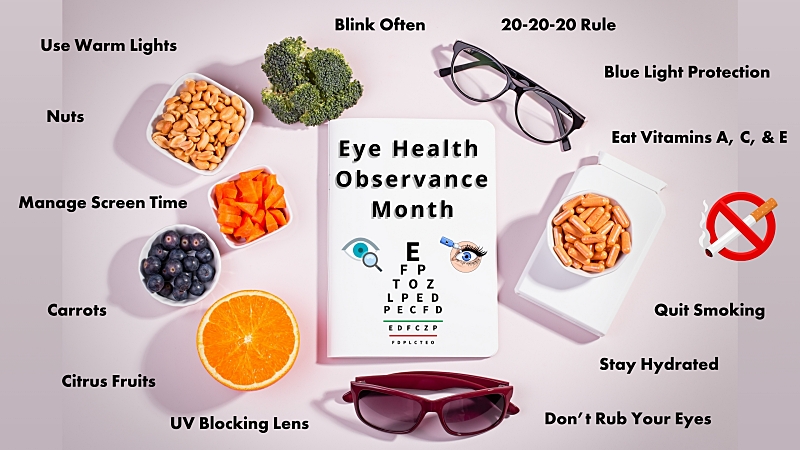 Blink Often
20-20-20 Rule
Use Warm Lights
Blue Light Protection
Nuts
Eat Vitamins A, C, & E
Eye Health
Observance
Month
Manage Screen Time
E
F P
T O Z
L P E D
P E C F D
E D F C Z P
F D P L C T E O
Carrots
Quit Smoking
Stay Hydrated
Citrus Fruits
UV Blocking Lens
Don't Rub Your Eyes